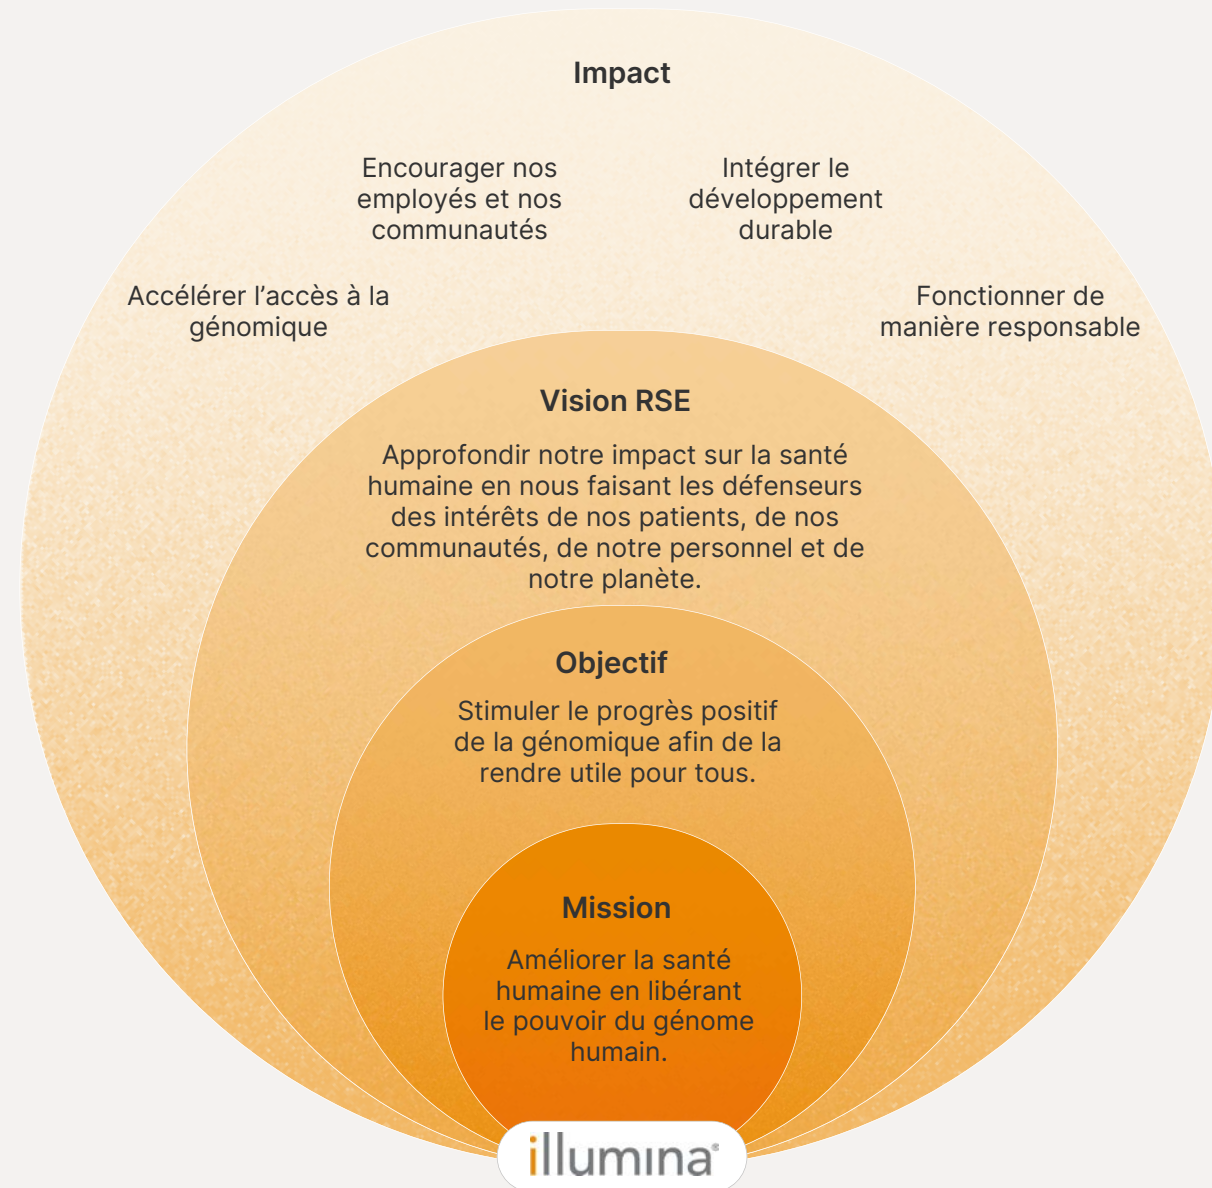 Impact
Encourager nos
employés et nos
communautés
Intégrer le
développement
durable
Accélérer l’accès à la
génomique
Fonctionner de
manière responsable
Vision RSE
Approfondir notre impact sur la santé
humaine en nous faisant les défenseurs
des intérêts de nos patients, de nos
communautés, de notre personnel et de
notre planète.
Objectif
Stimuler le progrès positif
de la génomique afin de la
rendre utile pour tous.
Mission
Améliorer la santé
humaine en libérant
le pouvoir du génome
humain.
illumina®